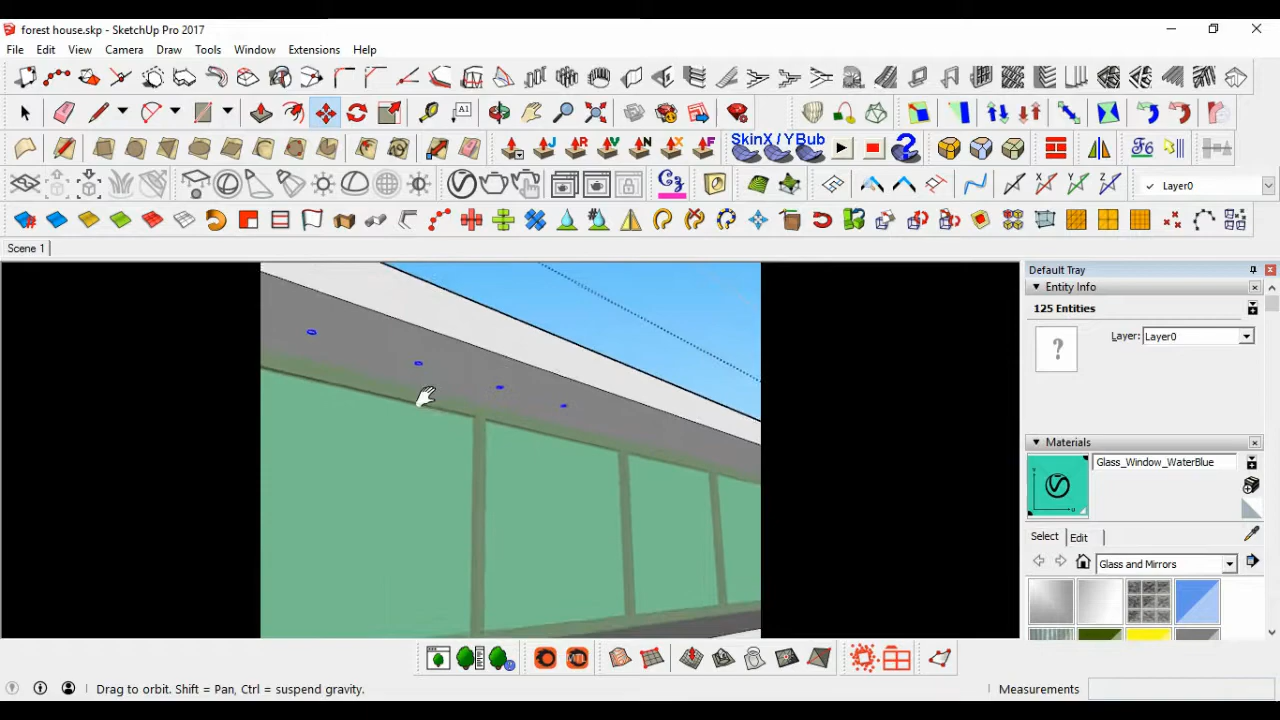 forest house.skp - SketchUp Pro 2017
File Edit View Camera Draw Tools Window Extensions Help
A1
J R V N X F SkinX / YBub ? F6
Layer0
Scene 1
Default Tray
Entity Info
125 Entities
?
Layer: Layer0
Materials
Glass_Window_WaterBlue
Select Edit
Glass and Mirrors
Drag to orbit. Shift = Pan, Ctrl = suspend gravity.
Measurements